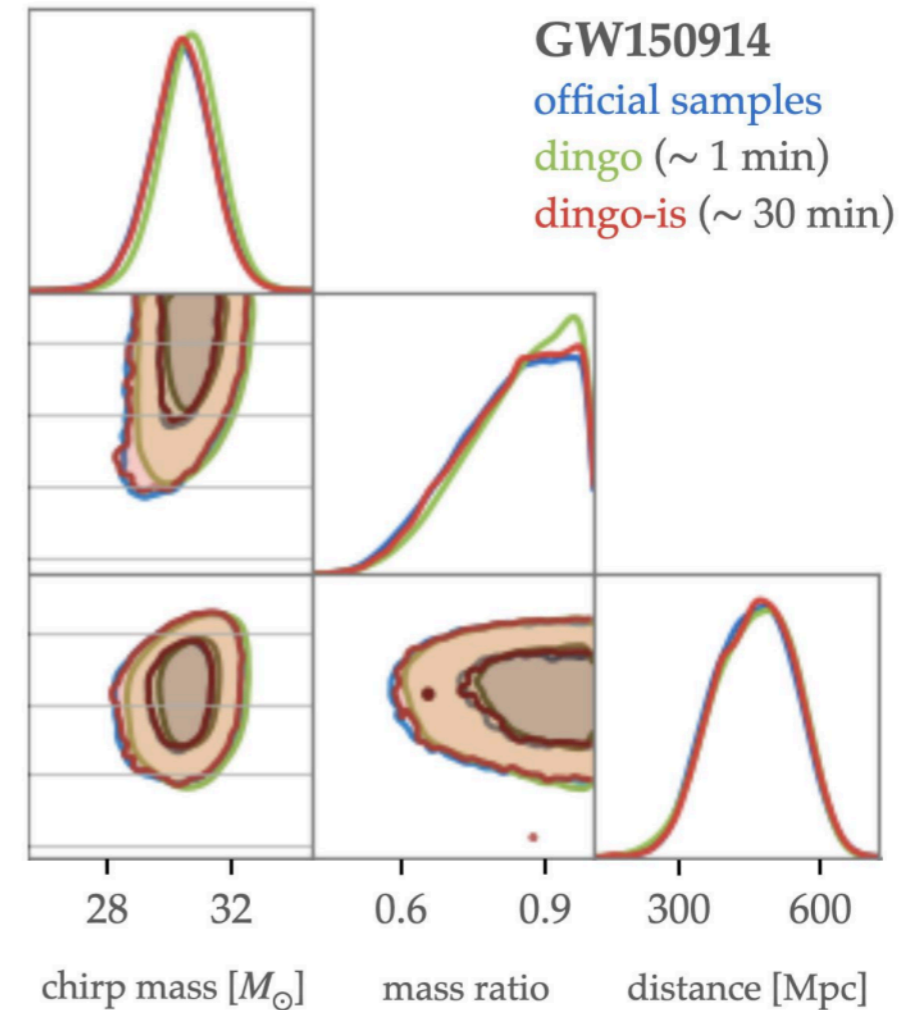 GW150914
official samples
dingo (~ 1 min)
dingo-is (~ 30 min)
28 32 0.6 0.9 300 600
chirp mass [M☉] mass ratio distance [Mpc]